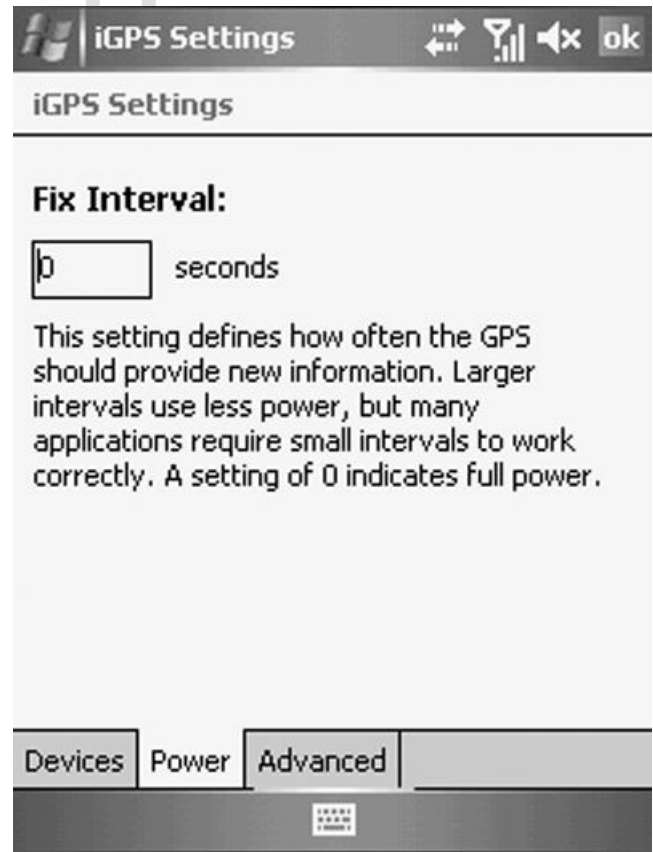 iGPS Settings
ok
iGPS Settings
Fix Interval:
0 seconds
This setting defines how often the GPS
should provide new information. Larger
intervals use less power, but many
applications require small intervals to work
correctly. A setting of 0 indicates full power.
Devices Power Advanced